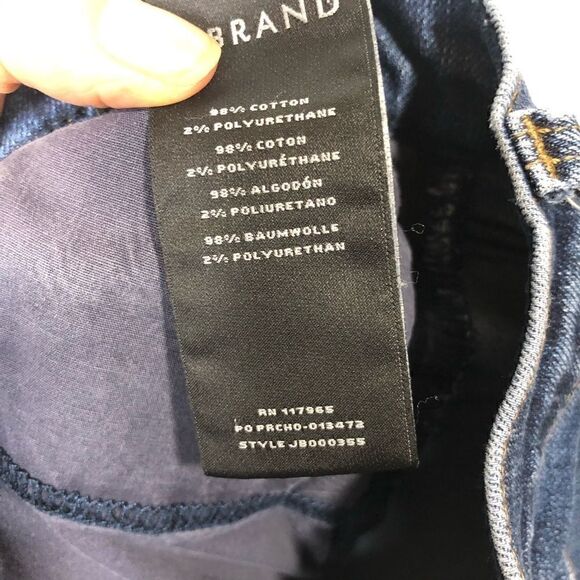 BRAND
98% COTTON
2% POLYURETHANE
98% COTON
2% POLYURÉTHANE
98% ALGODÓN
2% POLIURETANO
98% BAUMWOLLE
2% POLYURETHAN
RN 117965
PO PRCHO-013472
STYLE JB000355